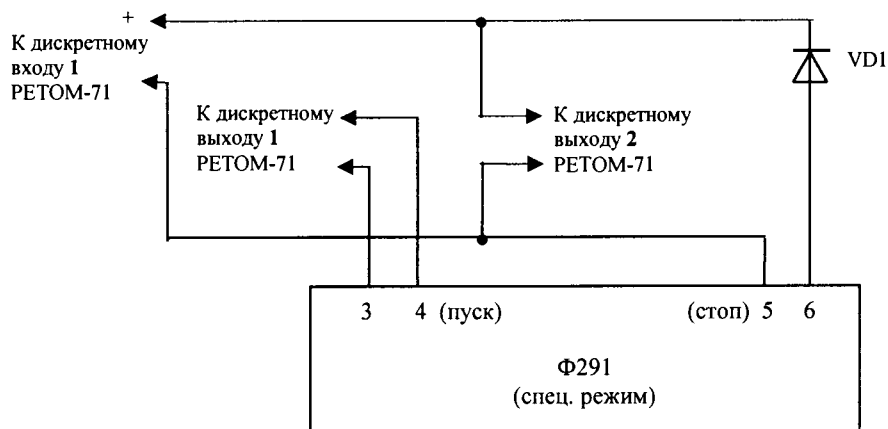 +
К дискретному
входу 1
РЕТОМ-71
VD1
К дискретному
выходу 1
РЕТОМ-71
К дискретному
выходу 2
РЕТОМ-71
3 4 (пуск) (стоп) 5 6
Ф291
(спец. режим)